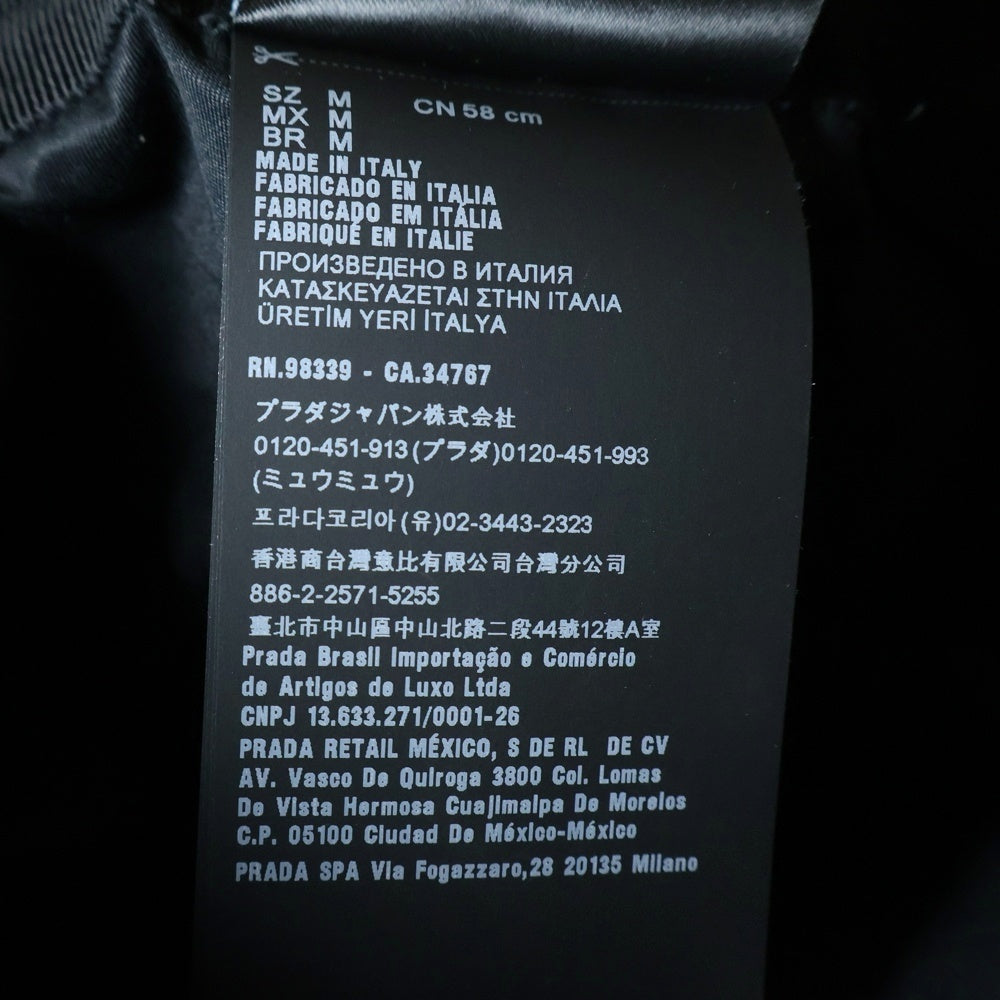 SZ M CN 58 cm
MX M
BR M
MADE IN ITALY
FABRICADO EN ITALIA
FABRICADO EM ITÁLIA
FABRIQUÉ EN ITALIE
ПРОИЗВЕДЕНО В ИТАЛИЯ
ΚΑΤΑΣΚΕΥΑΖΕΤΑΙ ΣΤΗΝ ΙΤΑΛΙΑ
ÜRETİM YERİ İTALYA
RN.98339 - CA.34767
プラダジャパン株式会社
0120-451-913(プラダ)0120-451-993
(ミュウミュウ)
프라다코리아(유)02-3443-2323
香港商台灣意比有限公司台灣分公司
886-2-2571-5255
臺北市中山區中山北路二段44號12樓A室
Prada Brasil Importação e Comércio
de Artigos de Luxo Ltda
CNPJ 13.633.271/0001-26
PRADA RETAIL MÉXICO, S DE RL DE CV
AV. Vasco De Quiroga 3800 Col. Lomas
De Vista Hermosa Cuajimalpa De Morelos
C.P. 05100 Ciudad De México-México
PRADA SPA Via Fogazzaro,28 20135 Milano